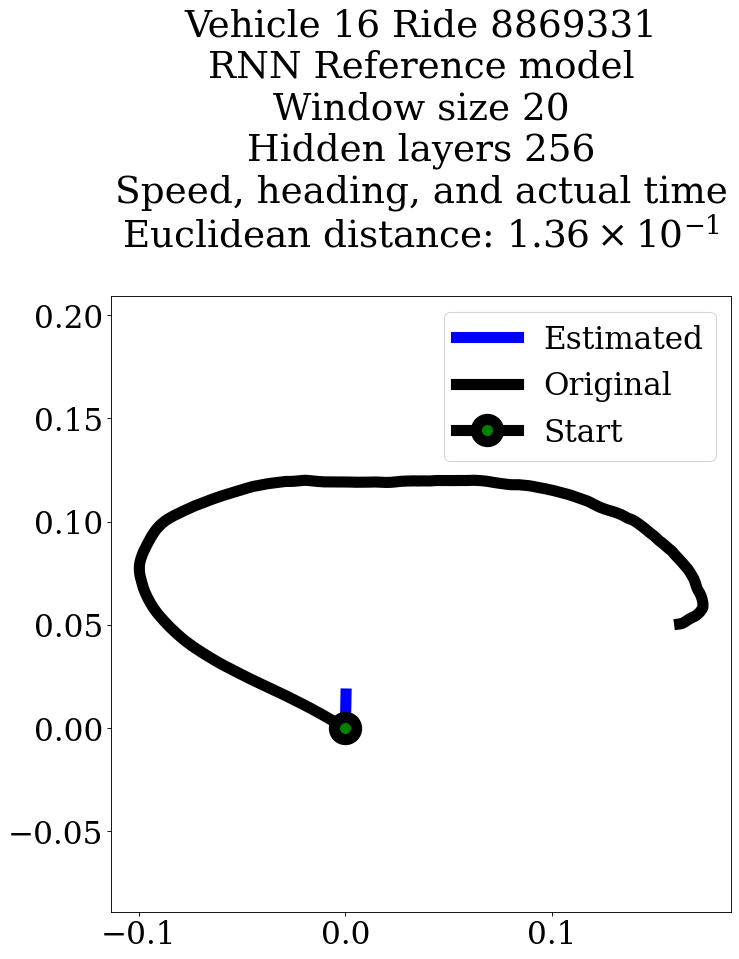 Vehicle 16 Ride 8869331
RNN Reference model
Window size 20
Hidden layers 256
Speed, heading, and actual time
Euclidean distance: 1.36 × 10⁻¹
Estimated
Original
Start
0.20
0.15
0.10
0.05
0.00
−0.05
−0.1 0.0 0.1